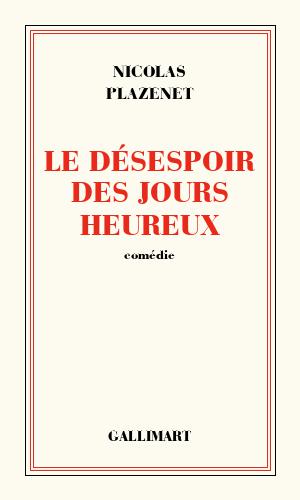 NICOLAS
PLAZENET
LE DÉSESPOIR
DES JOURS
HEUREUX
comédie
GALLIMART